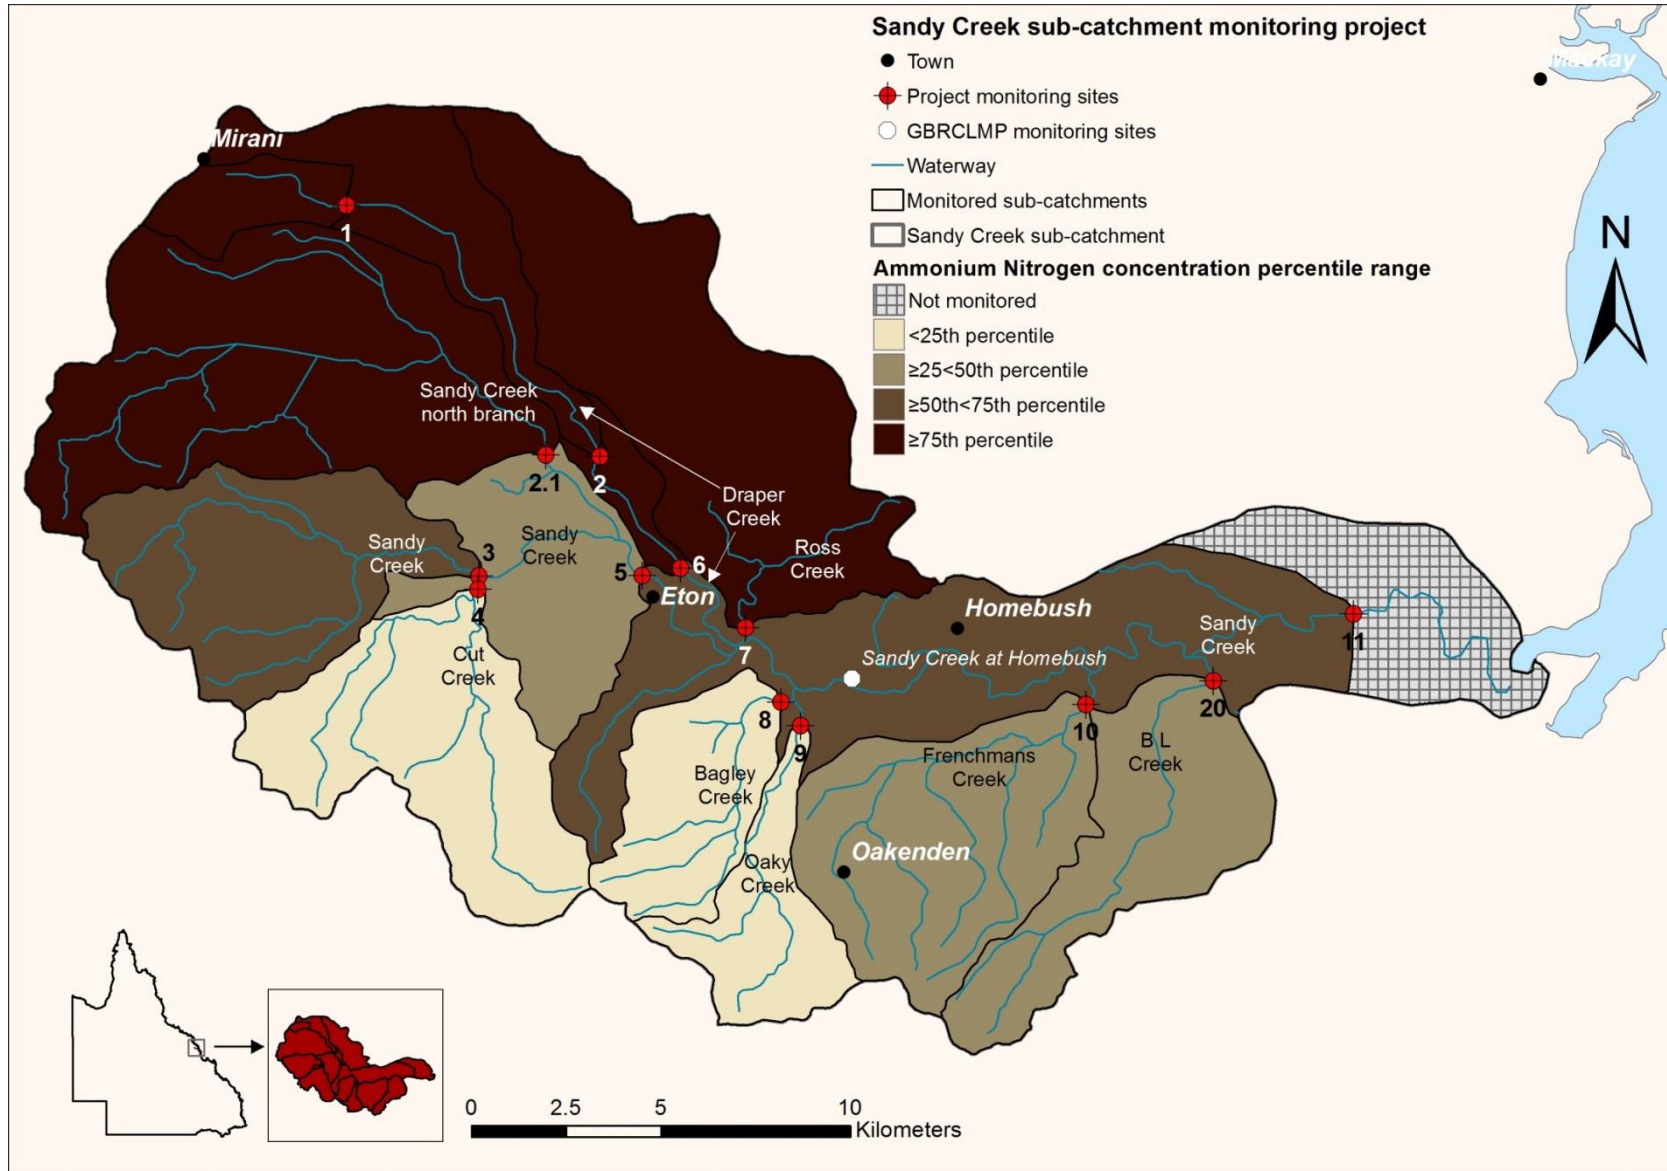 Sandy Creek sub-catchment monitoring project
Town
Project monitoring sites
GBRCLMP monitoring sites
Waterway
Monitored sub-catchments
Sandy Creek sub-catchment
Ammonium Nitrogen concentration percentile range
Not monitored
<25th percentile
≥25<50th percentile
≥50th<75th percentile
≥75th percentile
Mackay
N
Mirani
1
Sandy Creek
north branch
2.1
2
Draper
Creek
Ross
Creek
Sandy
Creek
3
Sandy
Creek
4
5
6
Eton
Cut
Creek
7
Homebush
Sandy Creek at Homebush
Sandy
Creek
11
8
9
10
20
Bagley
Creek
Frenchmans
Creek
B L
Creek
Oaky
Creek
Oakenden
0
2.5
5
10
Kilometers